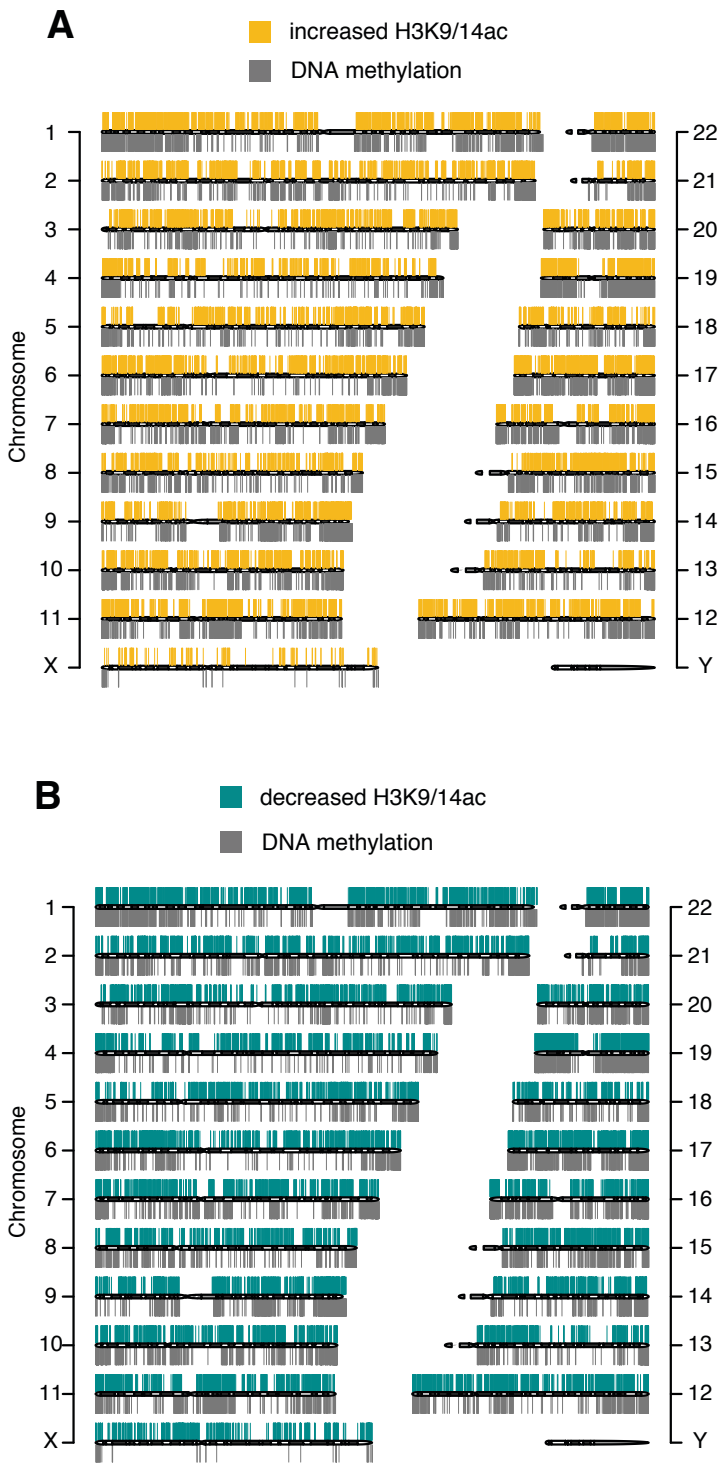 A
increased H3K9/14ac
DNA methylation
Chromosome
1 22
2 21
3 20
4 19
5 18
6 17
7 16
8 15
9 14
10 13
11 12
X Y
B
decreased H3K9/14ac
DNA methylation
Chromosome
1 22
2 21
3 20
4 19
5 18
6 17
7 16
8 15
9 14
10 13
11 12
X Y